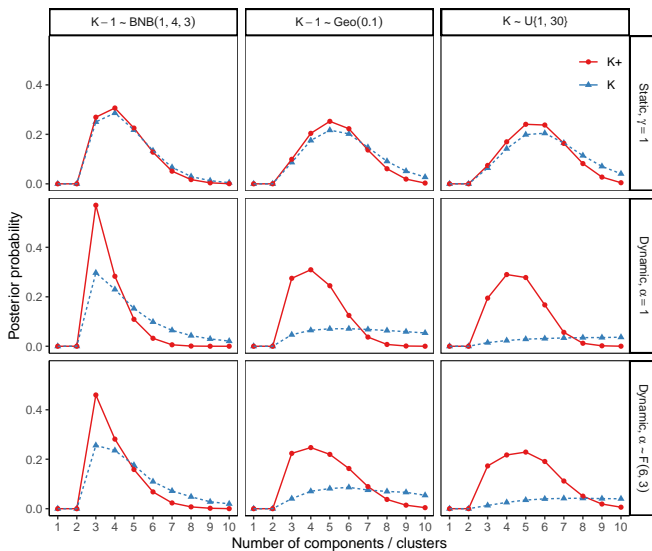 K − 1 ~ BNB(1, 4, 3)
K − 1 ~ Geo(0.1)
K ~ U{1, 30}
K+
K
Static, γ = 1
Dynamic, α = 1
Dynamic, α ~ F(6, 3)
Posterior probability
0.4
0.2
0.0
0.4
0.2
0.0
0.4
0.2
0.0
1 2 3 4 5 6 7 8 9 10
1 2 3 4 5 6 7 8 9 10
1 2 3 4 5 6 7 8 9 10
Number of components / clusters